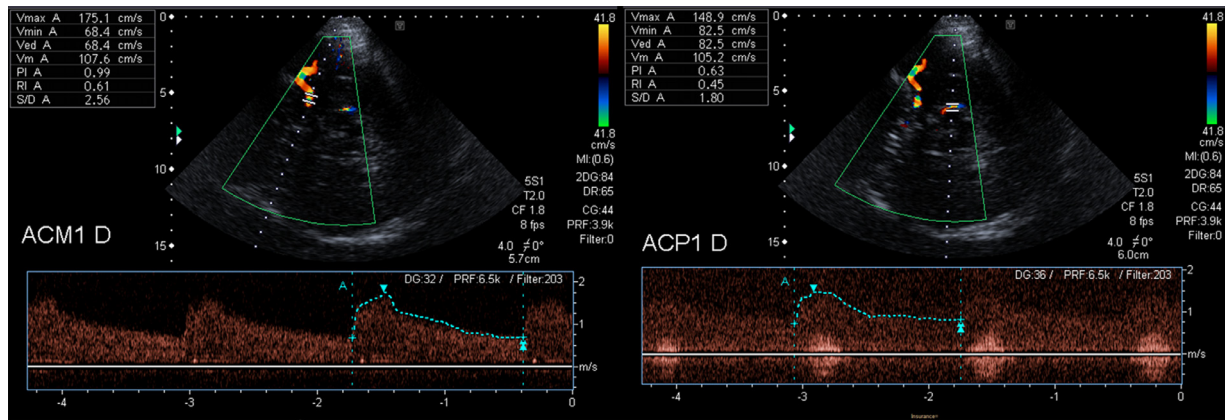 Vmax A 175.1 cm/s
Vmin A 68.4 cm/s
Ved A 68.4 cm/s
Vm A 107.6 cm/s
PI A 0.99
RI A 0.61
S/D A 2.56
0
5
10
15
41.8
41.8
cm/s
MI:(0.6)
2DG:84
DR:65
CG:44
PRF:3.9k
Filter:0
5S1
T2.0
CF 1.8
8 fps
4.0 ≠0°
5.7cm
ACM1 D
DG:32 / PRF:6.5k / Filter:203
A
2
1
m/s
-4 -3 -2 -1 0
Vmax A 148.9 cm/s
Vmin A 82.5 cm/s
Ved A 82.5 cm/s
Vm A 105.2 cm/s
PI A 0.63
RI A 0.45
S/D A 1.80
0
5
10
15
41.8
41.8
cm/s
MI:(0.6)
2DG:84
DR:65
CG:44
PRF:3.9k
Filter:0
5S1
T2.0
CF 1.8
8 fps
4.0 ≠0°
6.0cm
ACP1 D
DG:36 / PRF:6.5k / Filter:203
A
2
1
m/s
-4 -3 -2 -1 0
Insurance=